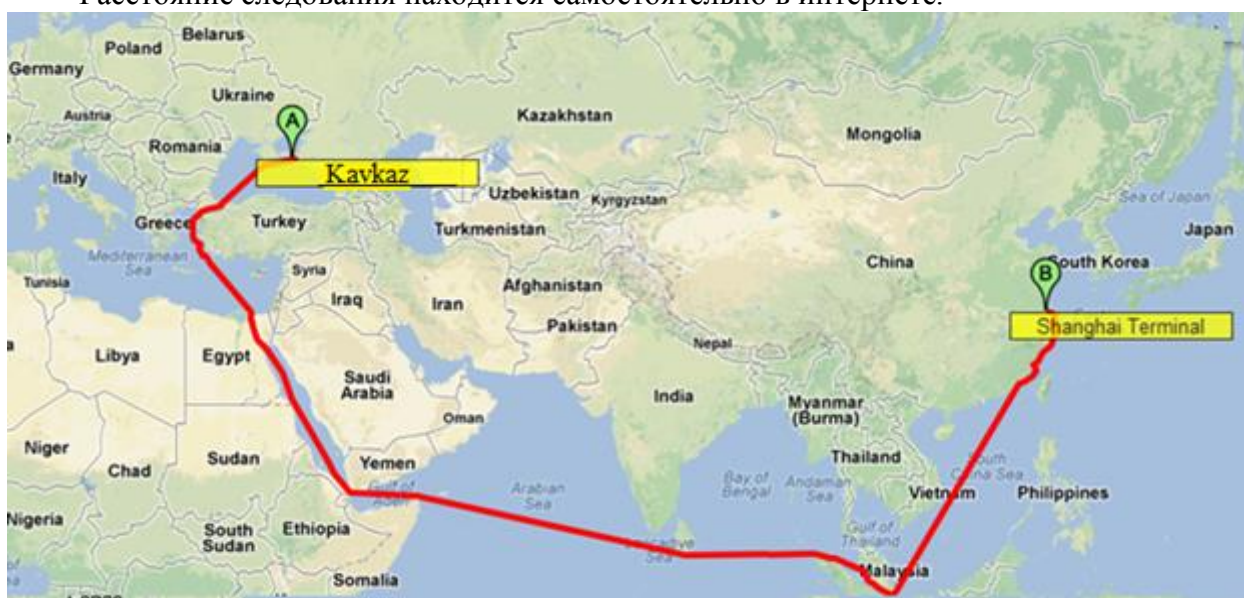 Расстояние следования находится самостоятельно в интернете.
Belarus
Poland
Germany
Ukraine
Kazakhstan
Austria
Mongolia
Romania
A
Italy
Kavkaz
Uzbekistan
Kyrgyzstan
Sea of Japan
Greece
Turkey
Turkmenistan
Japan
Mediterranean
Sea
China
South Korea
B
Tunisia
Syria
Afghanistan
Iraq
Iran
Pakistan
Shanghai Terminal
Nepal
Libya
Egypt
Saudi
Arabia
India
Myanmar
(Burma)
Oman
Niger
Sudan
Yemen
Thailand
Chad
Gulf of
Aden
Arabian
Sea
Bay of
Bengal
Andaman
Sea
South
China Sea
Vietnam
Philippines
Nigeria
South
Sudan
Ethiopia
Gulf of
Thailand
Laccadive
Sea
Malaysia
Somalia